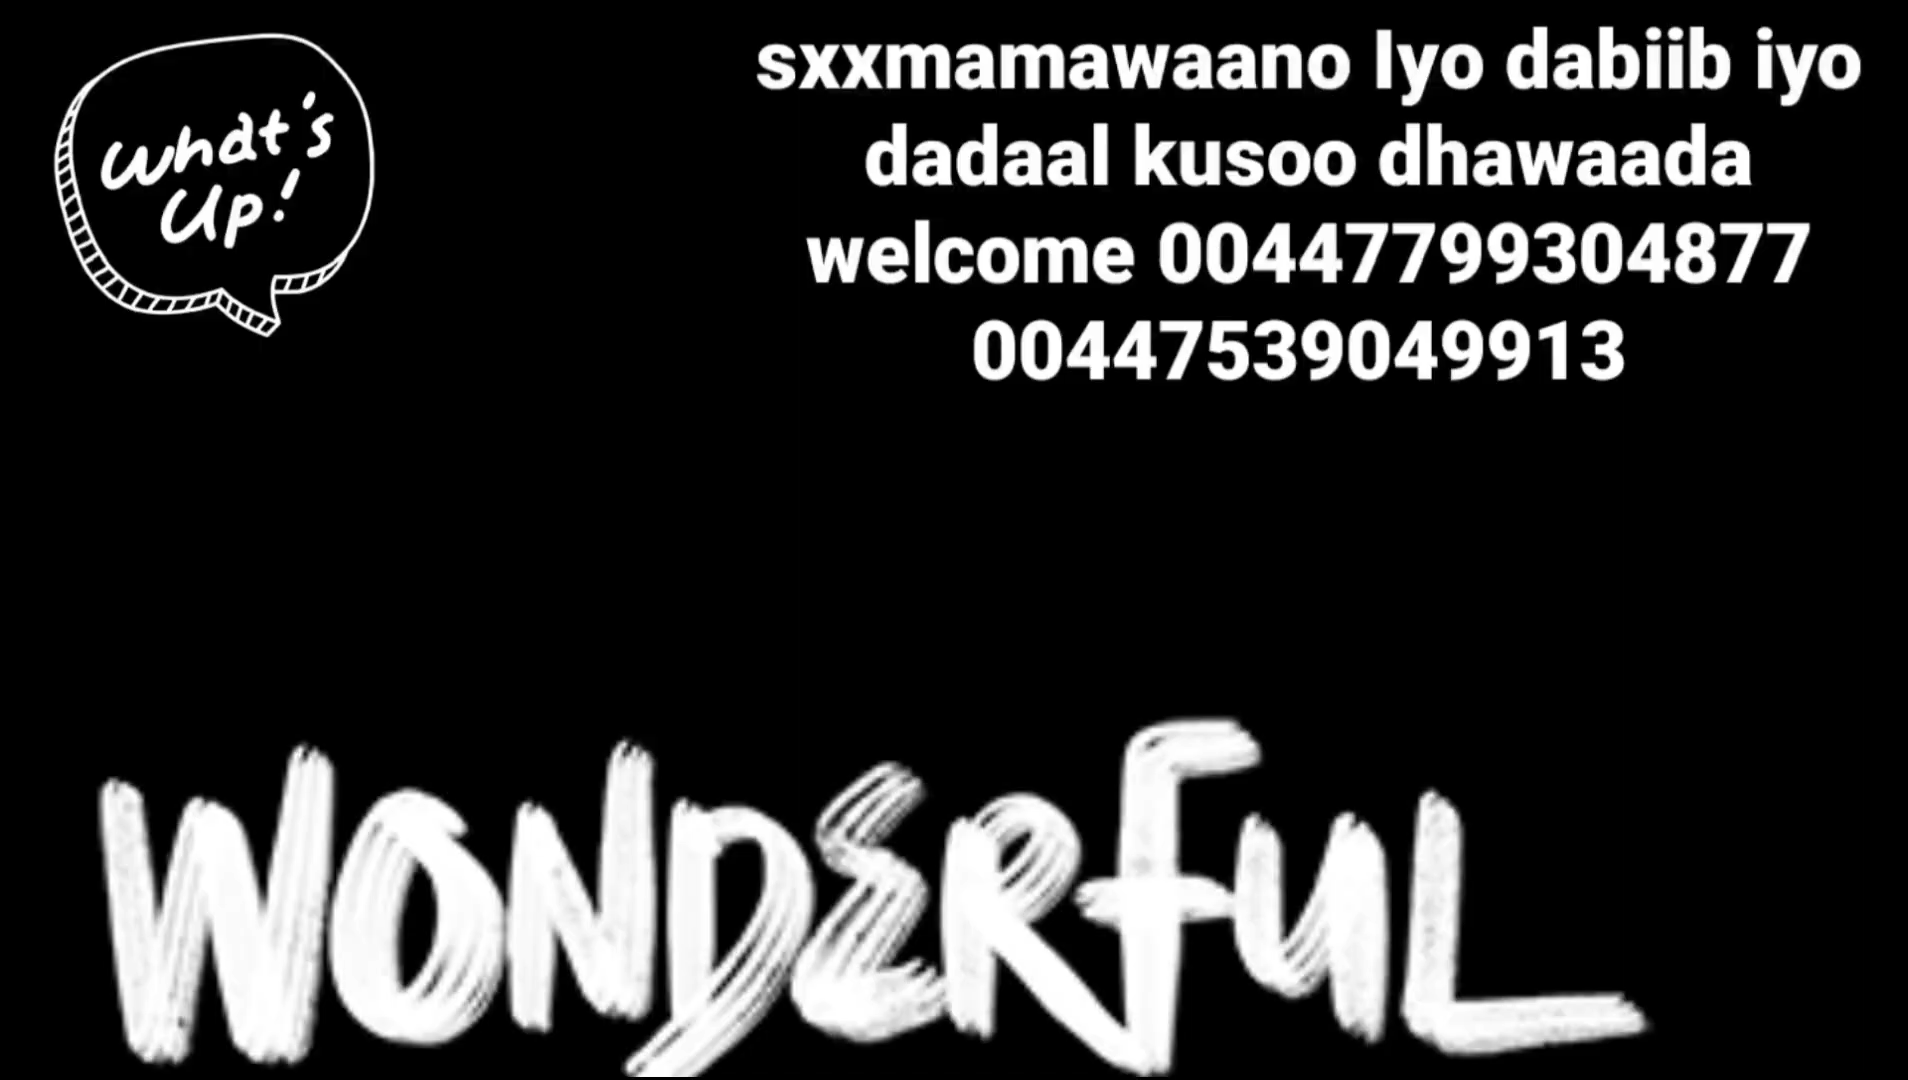 What's
Up!
sxxmamawaano Iyo dabiib iyo
dadaal kusoo dhawaada
welcome 00447799304877
00447539049913
WONDERFUL